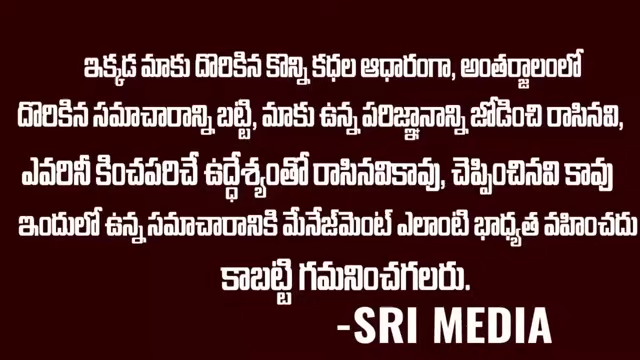 ఇక్కడ మాకు దొరికిన కొన్ని కధల ఆధారంగా, అంతర్జాలంలో
దొరికిన సమాచారాన్ని బట్టి, మాకు ఉన్న పరిజ్ఞానాన్ని జోడించి రాసినవి,
ఎవరినీ కించపరిచే ఉద్ధేశ్యంతో రాసినవికావు, చెప్పించినవి కావు
ఇందులో ఉన్న సమాచారానికి మేనేజ్‌మెంట్ ఎలాంటి భాధ్యత వహించదు
కాబట్టి గమనించగలరు.
-SRI MEDIA